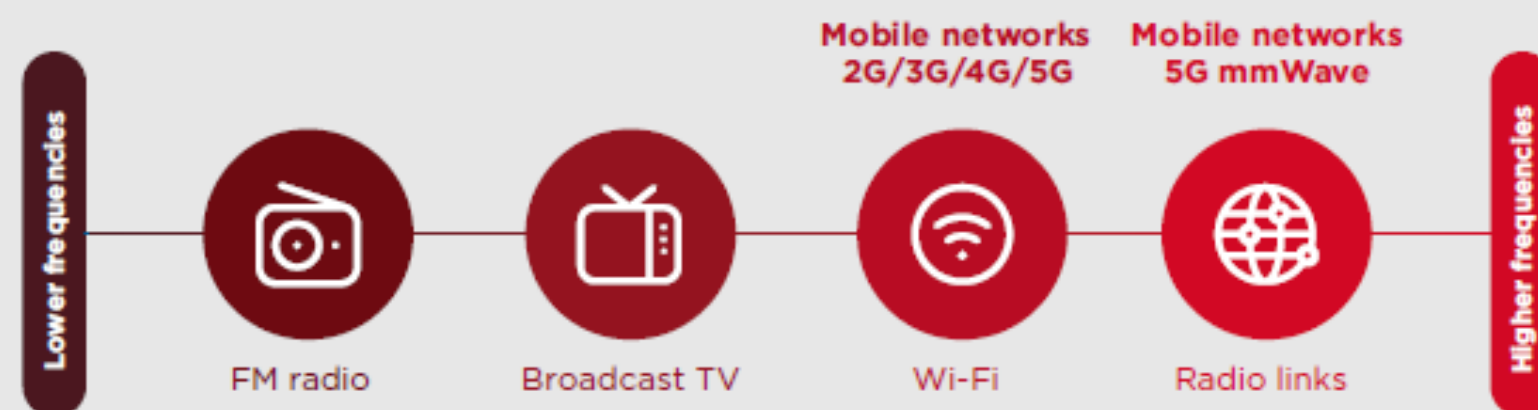 Mobile networks
2G/3G/4G/5G
Mobile networks
5G mmWave
Lower frequencies
Higher frequencies
FM radio
Broadcast TV
Wi-Fi
Radio links